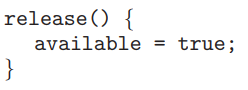 release() {
   available = true;
}